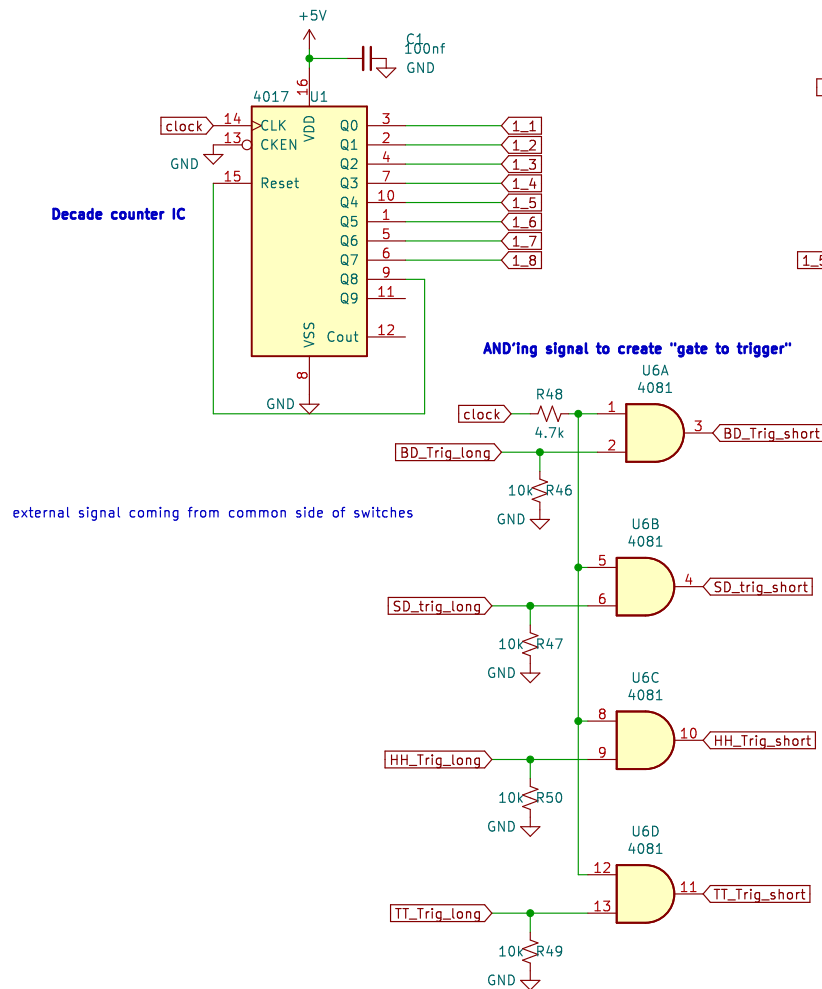 +5V
C1
100nf
GND
16
4017 U1
clock 14 CLK VDD Q0 3 1_1
13 CKEN Q1 2 1_2
GND Q2 4 1_3
15 Reset Q3 7 1_4
Q4 10 1_5
Decade counter IC
Q5 1 1_6
Q6 5 1_7
Q7 6 1_8
Q8 9
Q9 11
VSS Cout 12
8
GND
1_5
AND'ing signal to create "gate to trigger"
U6A
4081
R48
clock 1
4.7k
3 BD_Trig_short
BD_Trig_long 2
10k R46
GND
external signal coming from common side of switches
U6B
4081
5
4 SD_trig_short
SD_trig_long 6
10k R47
GND
U6C
4081
8
10 HH_Trig_short
HH_Trig_long 9
10k R50
GND
U6D
4081
12
11 TT_Trig_short
TT_Trig_long 13
10k R49
GND